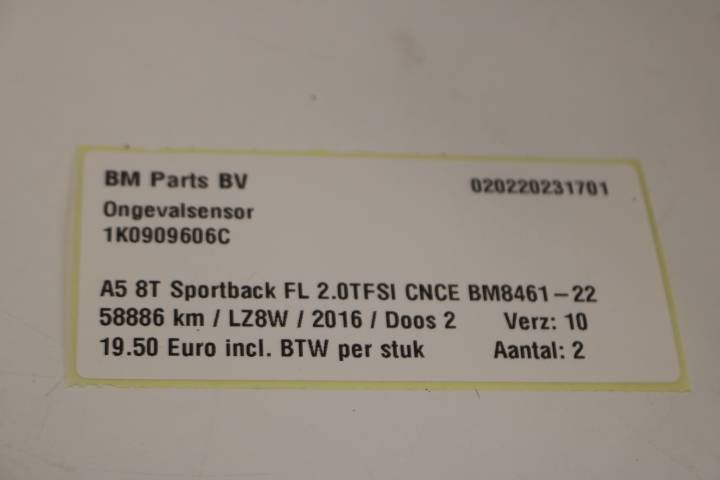 BM Parts BV 020220231701
Ongevalsensor
1K0909606C
A5 8T Sportback FL 2.0TFSI CNCE BM8461-22
58886 km / LZ8W / 2016 / Doos 2 Verz: 10
19.50 Euro incl. BTW per stuk Aantal: 2